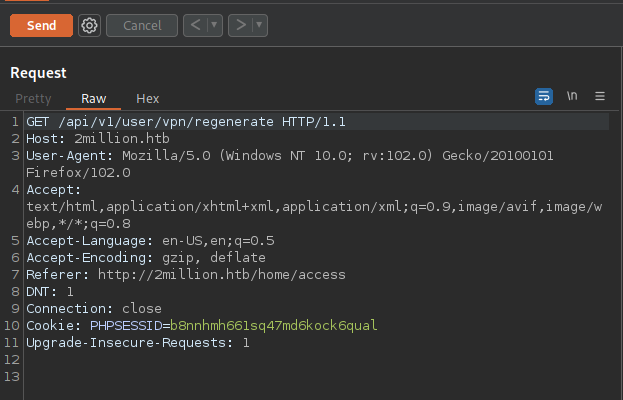 Send Cancel < >
Request
Pretty Raw Hex \n
1 GET /api/v1/user/vpn/regenerate HTTP/1.1
2 Host: 2million.htb
3 User-Agent: Mozilla/5.0 (Windows NT 10.0; rv:102.0) Gecko/20100101
Firefox/102.0
4 Accept:
text/html,application/xhtml+xml,application/xml;q=0.9,image/avif,image/w
ebp,*/*;q=0.8
5 Accept-Language: en-US,en;q=0.5
6 Accept-Encoding: gzip, deflate
7 Referer: http://2million.htb/home/access
8 DNT: 1
9 Connection: close
10 Cookie: PHPSESSID=b8nnhmh661sq47md6kock6qual
11 Upgrade-Insecure-Requests: 1
12
13